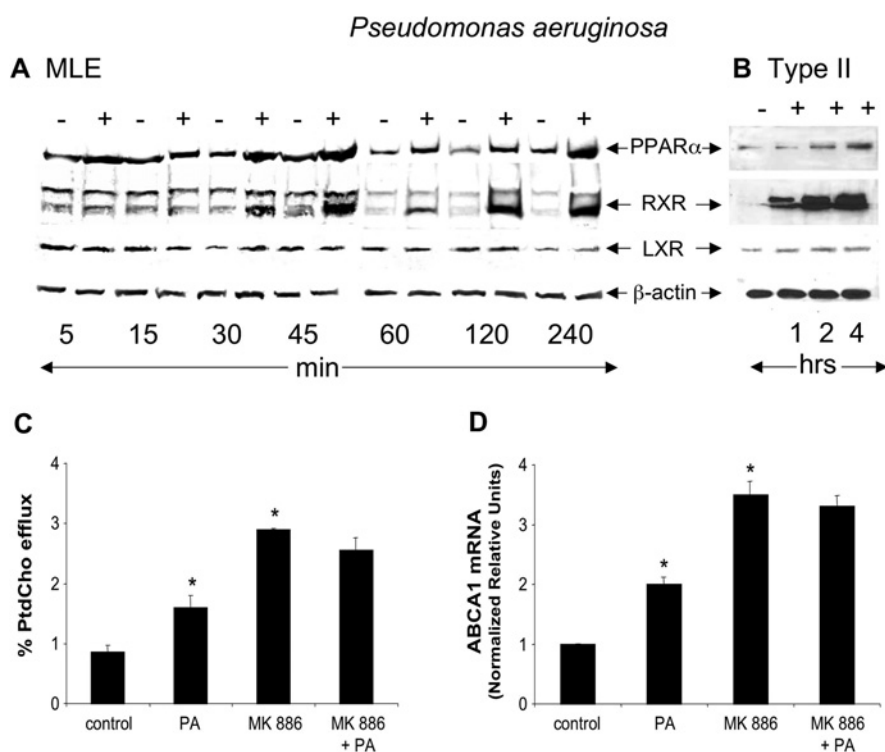 Pseudomonas aeruginosa
A MLE
B Type II
- + - + - + - + - + - + - +
- + + +
PPARα
RXR
LXR
β-actin
5 15 30 45 60 120 240
min
1 2 4
hrs
C
% PtdCho efflux
4
3
2
1
0
*
*
control PA MK 886 MK 886
+ PA
D
ABCA1 mRNA
(Normalized Relative Units)
4
3
2
1
0
*
*
control PA MK 886 MK 886
+ PA